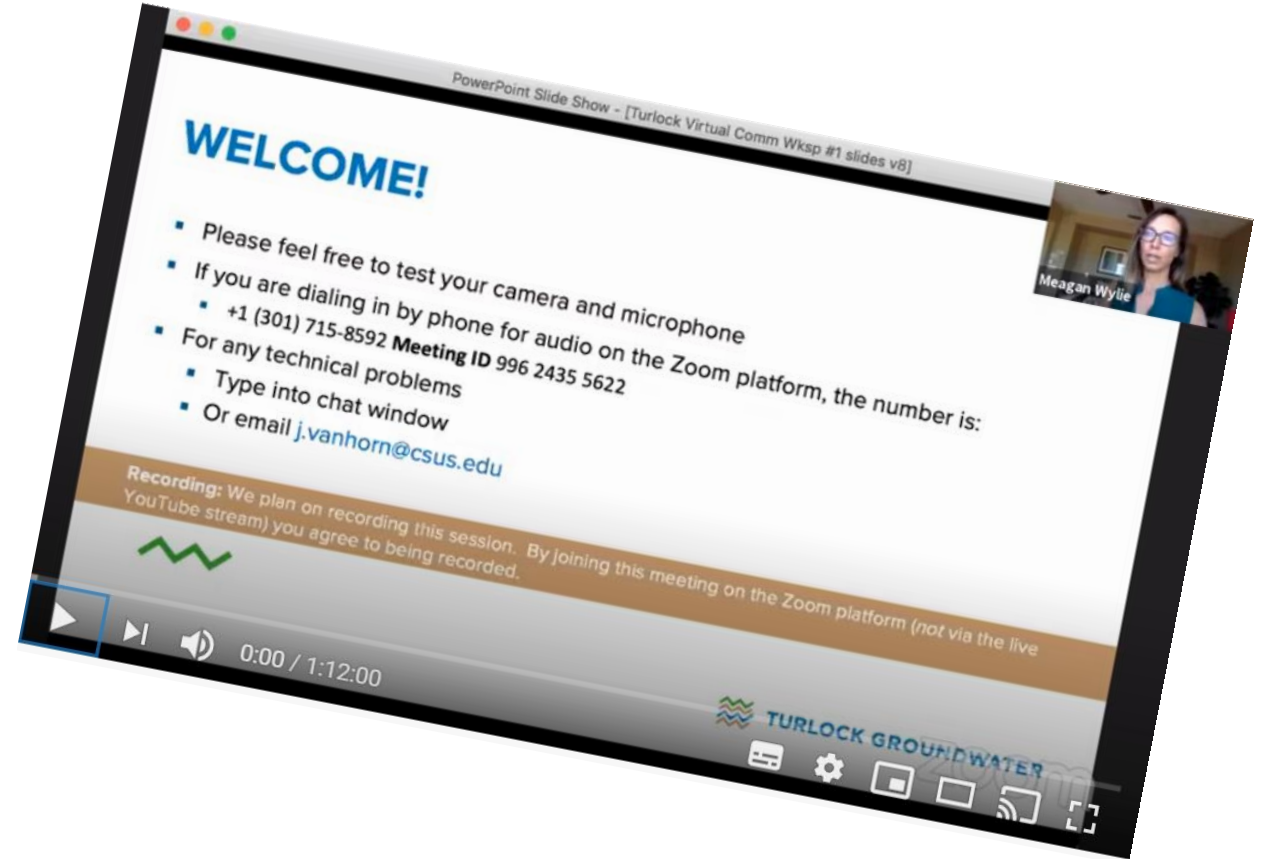 PowerPoint Slide Show - [Turlock Virtual Comm Wksp #1 slides v8]
WELCOME!
Meagan Wylie
▪ Please feel free to test your camera and microphone
▪ If you are dialing in by phone for audio on the Zoom platform, the number is:
▪ +1 (301) 715-8592 Meeting ID 996 2435 5622
▪ For any technical problems
▪ Type into chat window
▪ Or email j.vanhorn@csus.edu
Recording: We plan on recording this session. By joining this meeting on the Zoom platform (not via the live
YouTube stream) you agree to being recorded.
0:00 / 1:12:00
TURLOCK GROUNDWATER
zoom